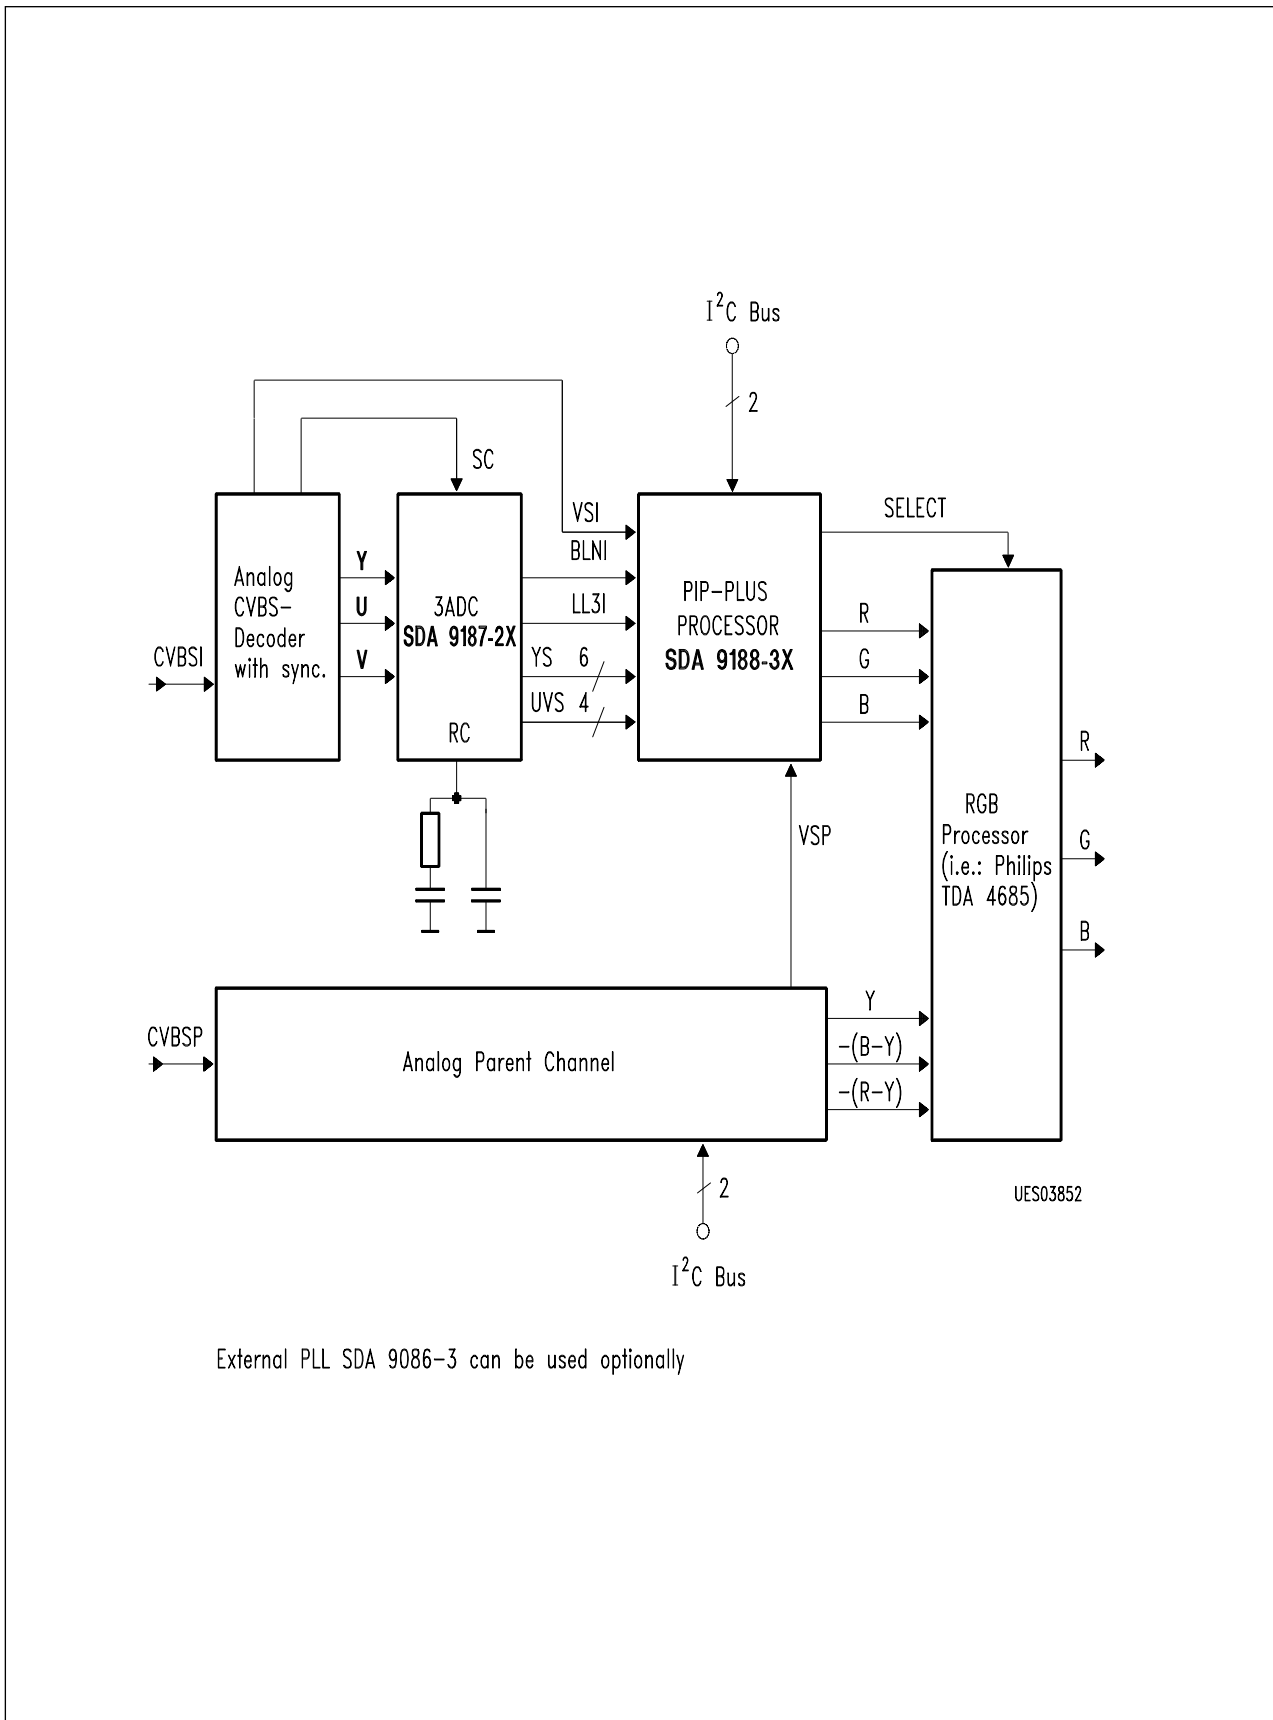 I²C Bus
2
SC
SELECT
VSI
BLNI
Analog
CVBS-
Decoder
with sync.
Y
U
V
3ADC
SDA 9187-2X
RC
LL3I
YS 6
UVS 4
PIP-PLUS
PROCESSOR
SDA 9188-3X
R
G
B
CVBSI
VSP
RGB
Processor
(i.e.: Philips
TDA 4685)
R
G
B
CVBSP
Analog Parent Channel
Y
-(B-Y)
-(R-Y)
2
I²C Bus
UES03852
External PLL SDA 9086-3 can be used optionally